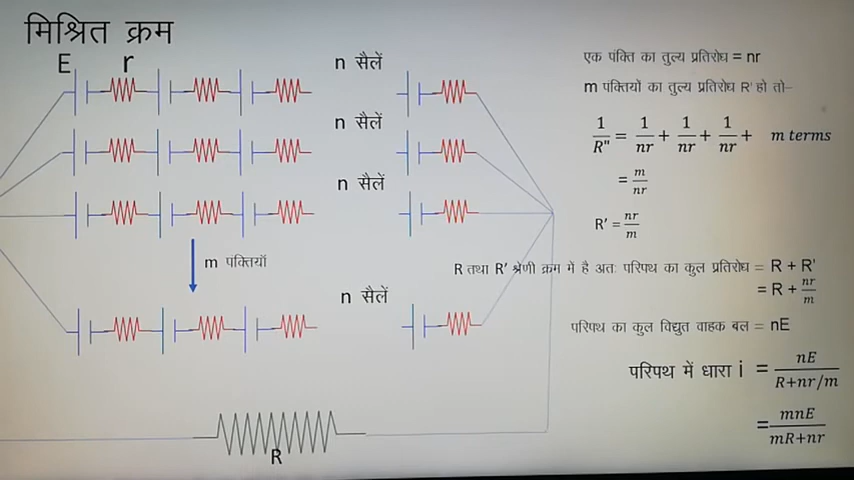 मिश्रित क्रम
E r n सैलें
n सैलें
n सैलें
m पंक्तियाँ
n सैलें
R
एक पंक्ति का तुल्य प्रतिरोध = nr
m पंक्तियों का तुल्य प्रतिरोध R' हो तो-
1/R" = 1/nr + 1/nr + 1/nr + m terms
= m/nr
R' = nr/m
R तथा R' श्रेणी क्रम में है अतः परिपथ का कुल प्रतिरोध = R + R'
= R + nr/m
परिपथ का कुल विद्युत वाहक बल = nE
परिपथ में धारा i = nE/R+nr/m
= mnE/mR+nr